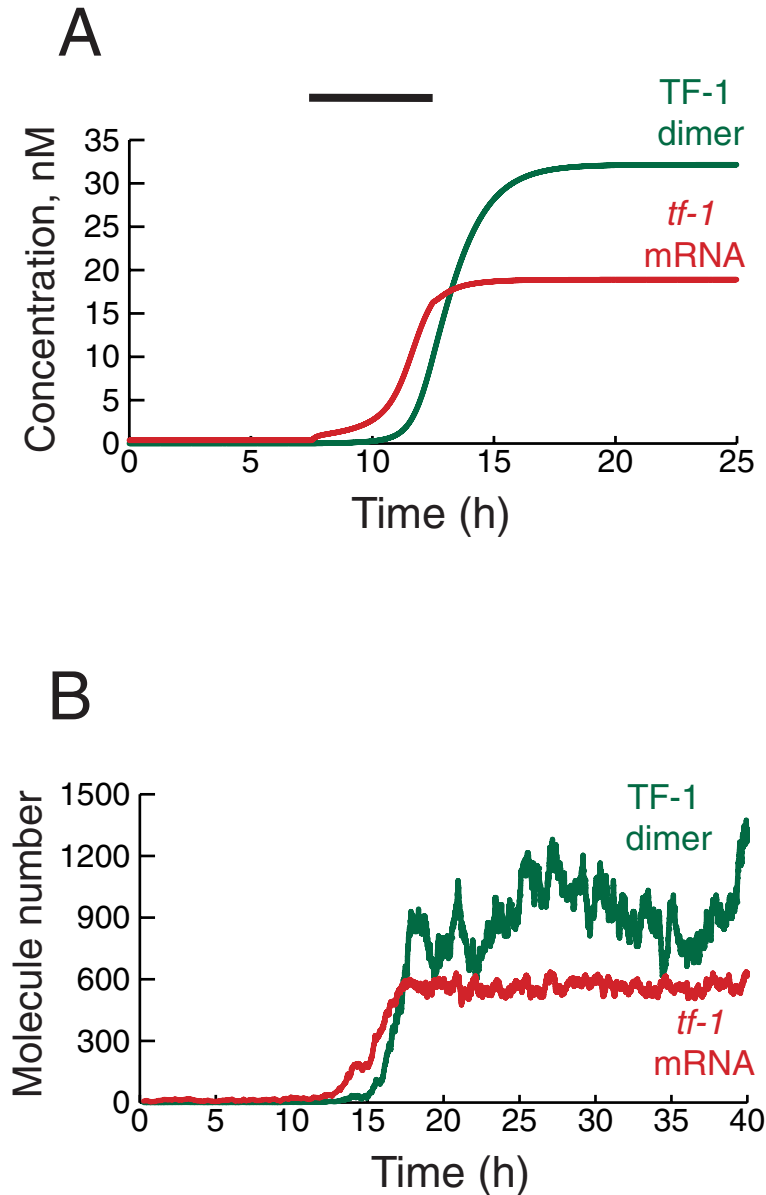 A
TF-1
dimer
tf-1
mRNA
Concentration, nM
35
30
25
20
15
10
5
0
0 5 10 15 20 25
Time (h)
B
TF-1
dimer
tf-1
mRNA
Molecule number
1500
1200
900
600
300
0
0 5 10 15 20 25 30 35 40
Time (h)